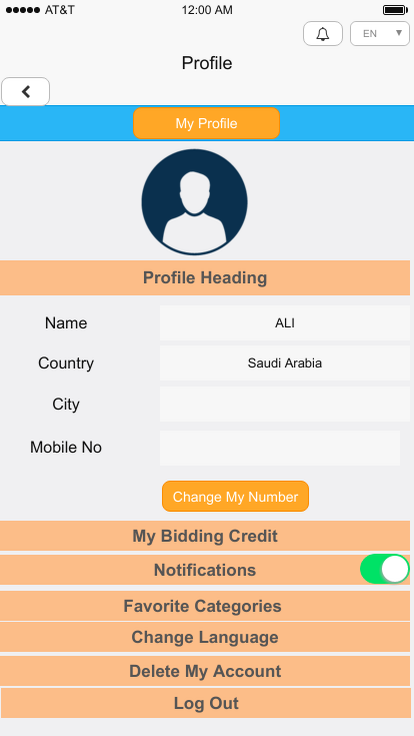 AT&T 12:00 AM
EN
Profile
My Profile
Profile Heading
Name ALI
Country Saudi Arabia
City
Mobile No
Change My Number
My Bidding Credit
Notifications
Favorite Categories
Change Language
Delete My Account
Log Out